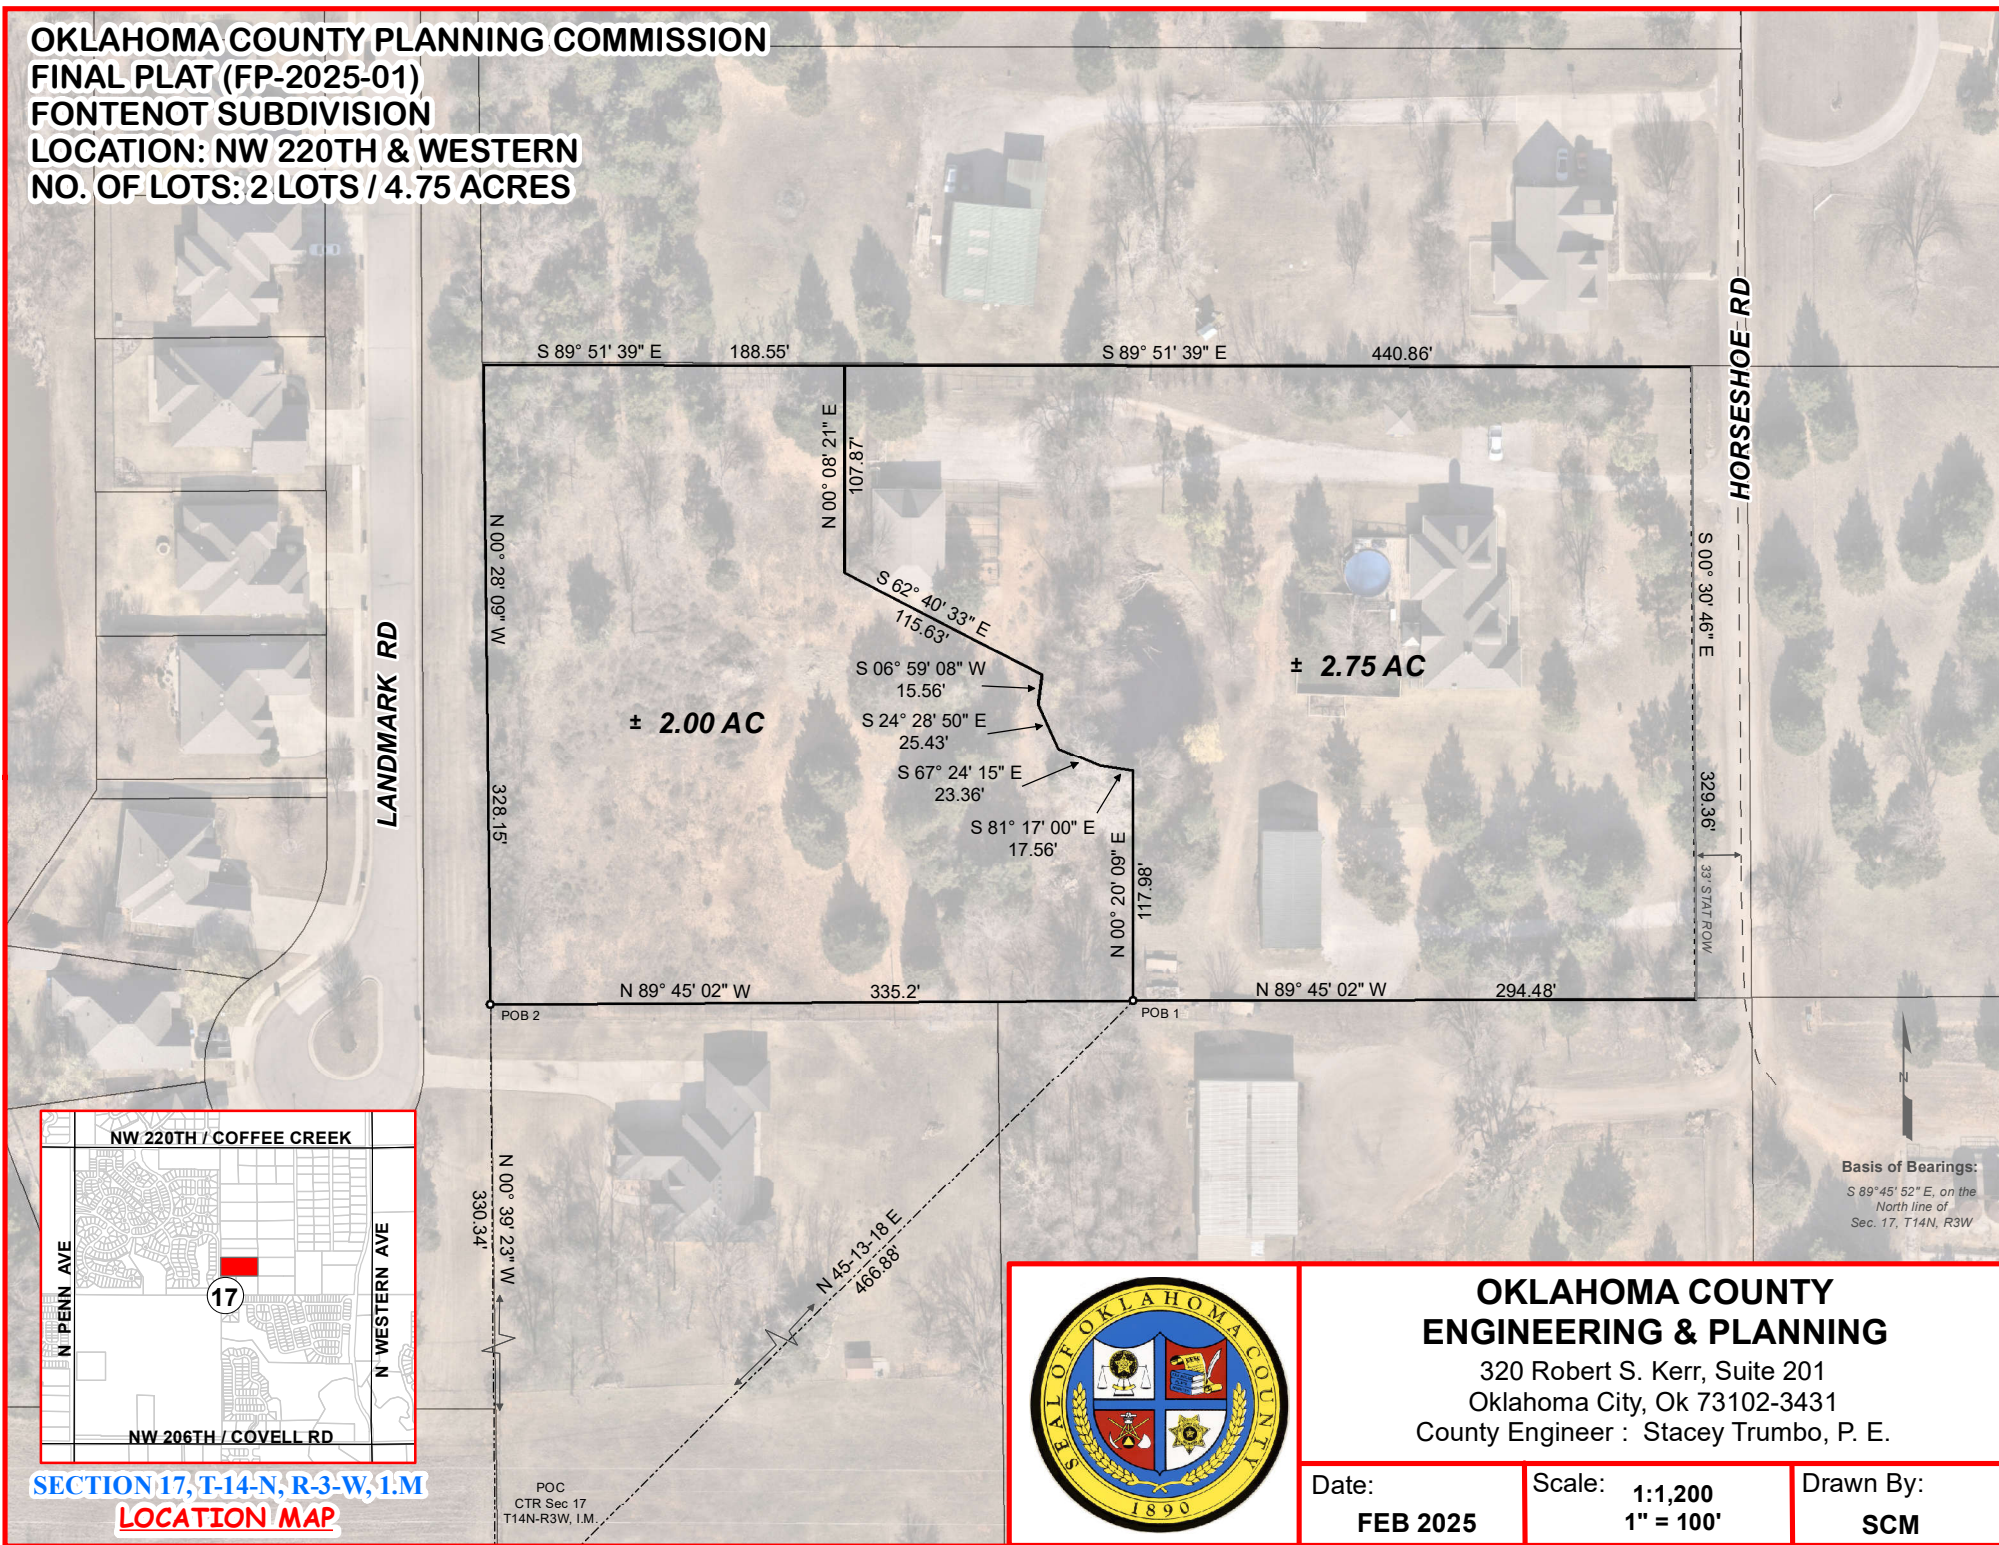 OKLAHOMA COUNTY PLANNING COMMISSION
FINAL PLAT (FP-2025-01)
FONTENOT SUBDIVISION
LOCATION: NW 220TH & WESTERN
NO. OF LOTS: 2 LOTS / 4.75 ACRES
S 89° 51' 39" E 188.55'
S 89° 51' 39" E 440.86'
HORSESHOE RD
N 00° 08' 21" E
107.87'
N 00° 28' 09" W
328.15'
S 62° 40' 33" E
115.63'
S 06° 59' 08" W
15.56'
S 24° 28' 50" E
25.43'
S 67° 24' 15" E
23.36'
S 81° 17' 00" E
17.56'
± 2.00 AC
± 2.75 AC
LANDMARK RD
S 00° 30' 46" E
329.36'
33' STAT ROW
N 00° 20' 09" E
117.98'
N 89° 45' 02" W 335.2'
N 89° 45' 02" W 294.48'
POB 2
POB 1
N 00° 39' 23" W
330.34'
N 45-13-18 E
466.88'
N
Basis of Bearings:
S 89°45' 52" E, on the
North line of
Sec. 17, T14N, R3W
NW 220TH / COFFEE CREEK
N PENN AVE
N WESTERN AVE
17
NW 206TH / COVELL RD
SECTION 17, T-14-N, R-3-W, 1.M
LOCATION MAP
POC
CTR Sec 17
T14N-R3W, I.M.
SEAL OF OKLAHOMA COUNTY
1890
OKLAHOMA COUNTY
ENGINEERING & PLANNING
320 Robert S. Kerr, Suite 201
Oklahoma City, Ok 73102-3431
County Engineer : Stacey Trumbo, P. E.
Date:
FEB 2025
Scale:
1:1,200
1" = 100'
Drawn By:
SCM